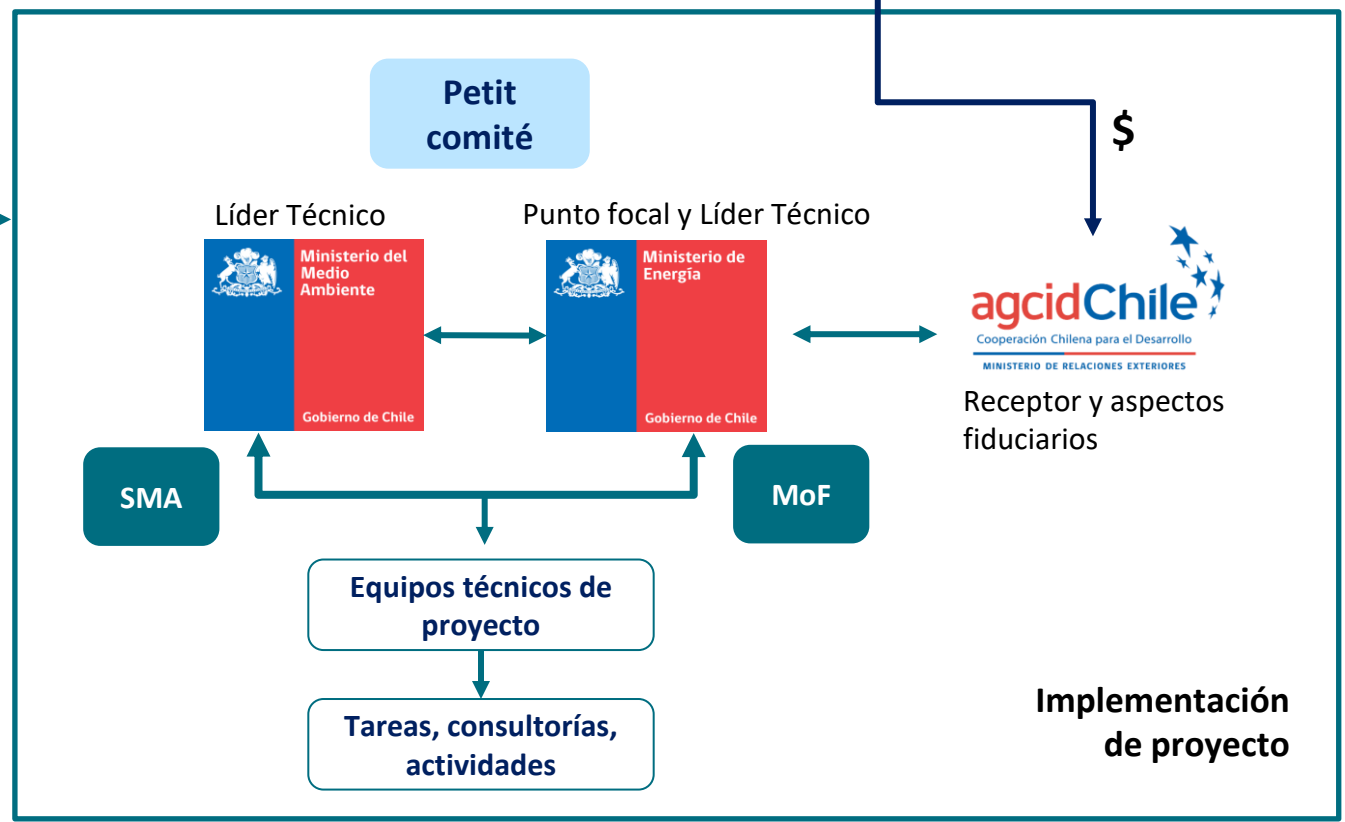 Petit
comité
$
Líder Técnico
Punto focal y Líder Técnico
Ministerio del
Medio
Ambiente
Gobierno de Chile
Ministerio de
Energía
Gobierno de Chile
agcidChile
Cooperación Chilena para el Desarrollo
MINISTERIO DE RELACIONES EXTERIORES
Receptor y aspectos
fiduciarios
SMA
MoF
Equipos técnicos de
proyecto
Tareas, consultorías,
actividades
Implementación
de proyecto